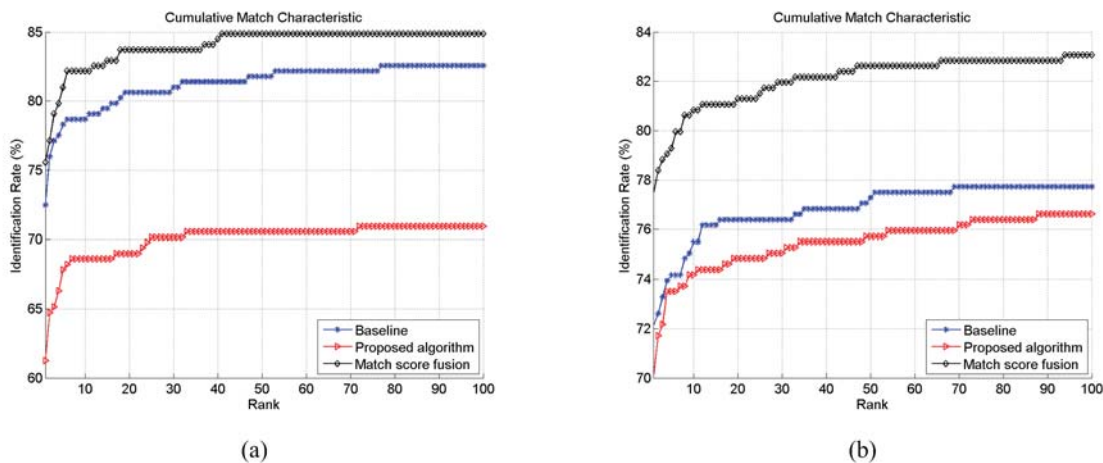 Cumulative Match Characteristic
85
80
75
70
65
60
Identification Rate (%)
10 20 30 40 50 60 70 80 90 100
Rank
Baseline
Proposed algorithm
Match score fusion
(a)
Cumulative Match Characteristic
84
82
80
78
76
74
72
70
Identification Rate (%)
10 20 30 40 50 60 70 80 90 100
Rank
Baseline
Proposed algorithm
Match score fusion
(b)